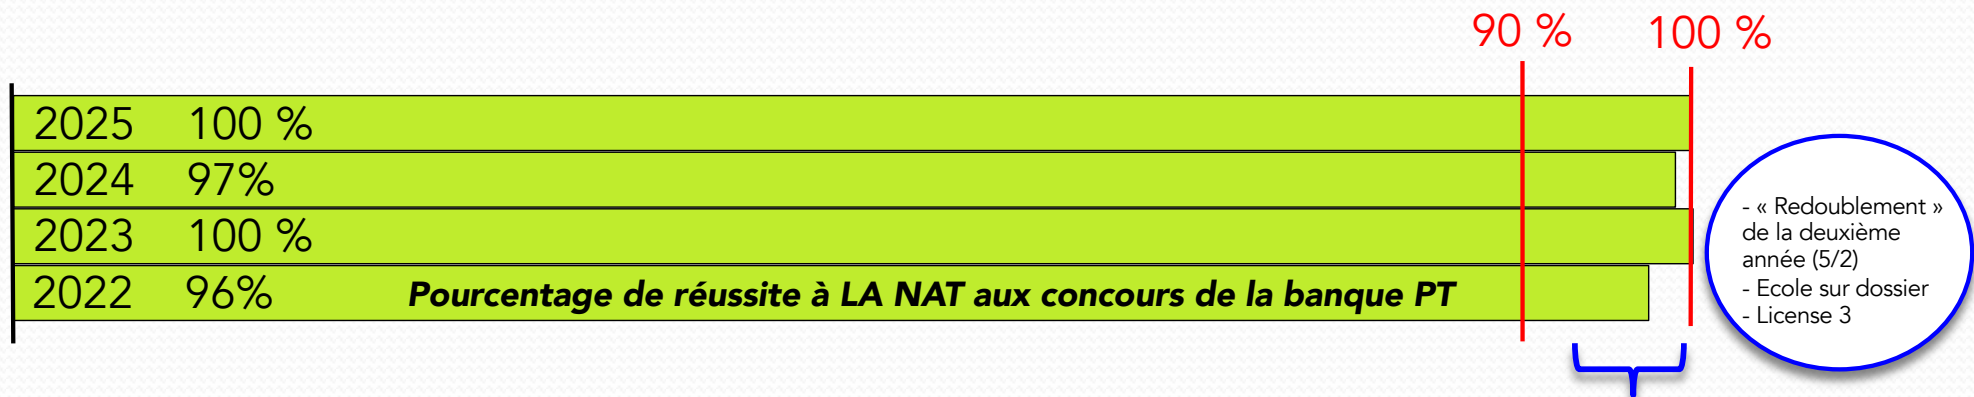 90 % 100 %
2025 100 %
2024 97%
2023 100 %
2022 96% Pourcentage de réussite à LA NAT aux concours de la banque PT
- « Redoublement »
de la deuxième
année (5/2)
- Ecole sur dossier
- License 3